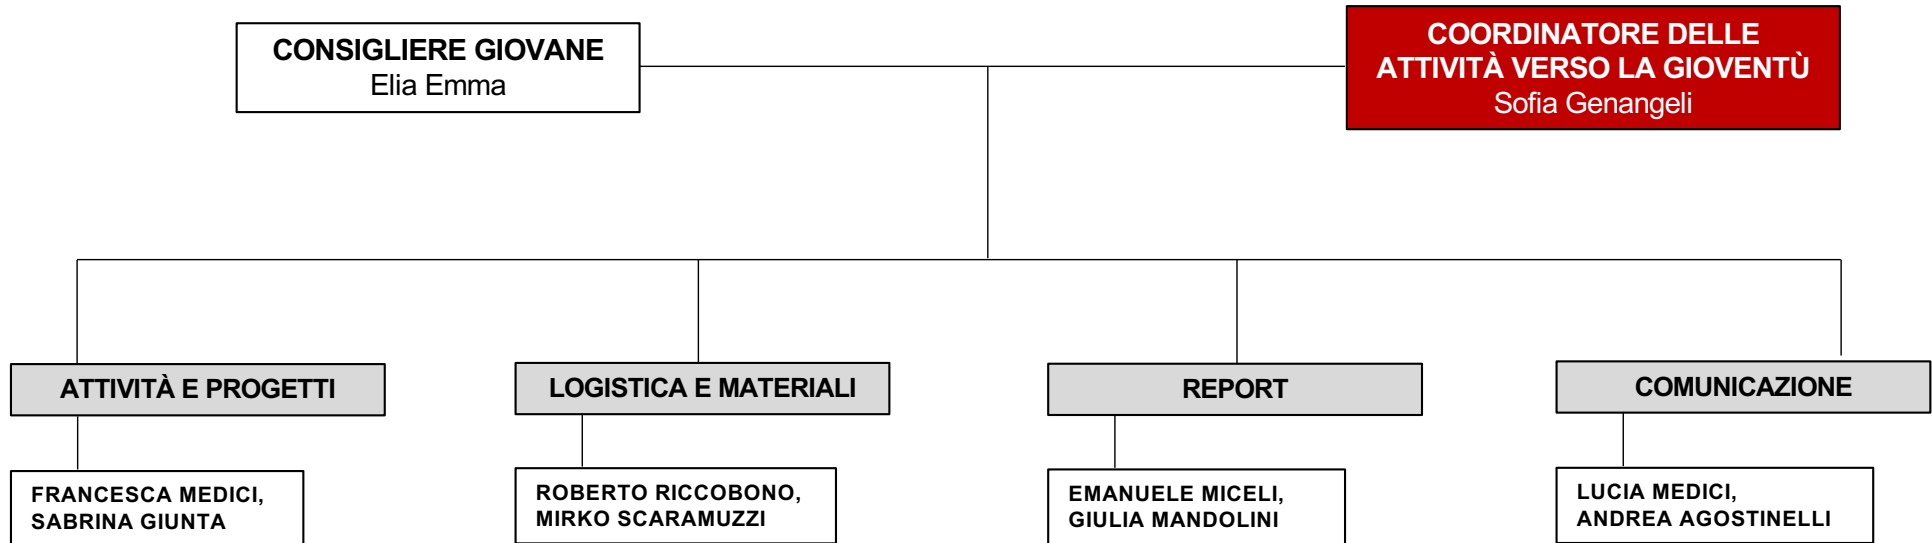 CONSIGLIERE GIOVANE
Elia Emma
COORDINATORE DELLE
ATTIVITÀ VERSO LA GIOVENTÙ
Sofia Genangeli
ATTIVITÀ E PROGETTI
LOGISTICA E MATERIALI
REPORT
COMUNICAZIONE
FRANCESCA MEDICI,
SABRINA GIUNTA
ROBERTO RICCOBONO,
MIRKO SCARAMUZZI
EMANUELE MICELI,
GIULIA MANDOLINI
LUCIA MEDICI,
ANDREA AGOSTINELLI